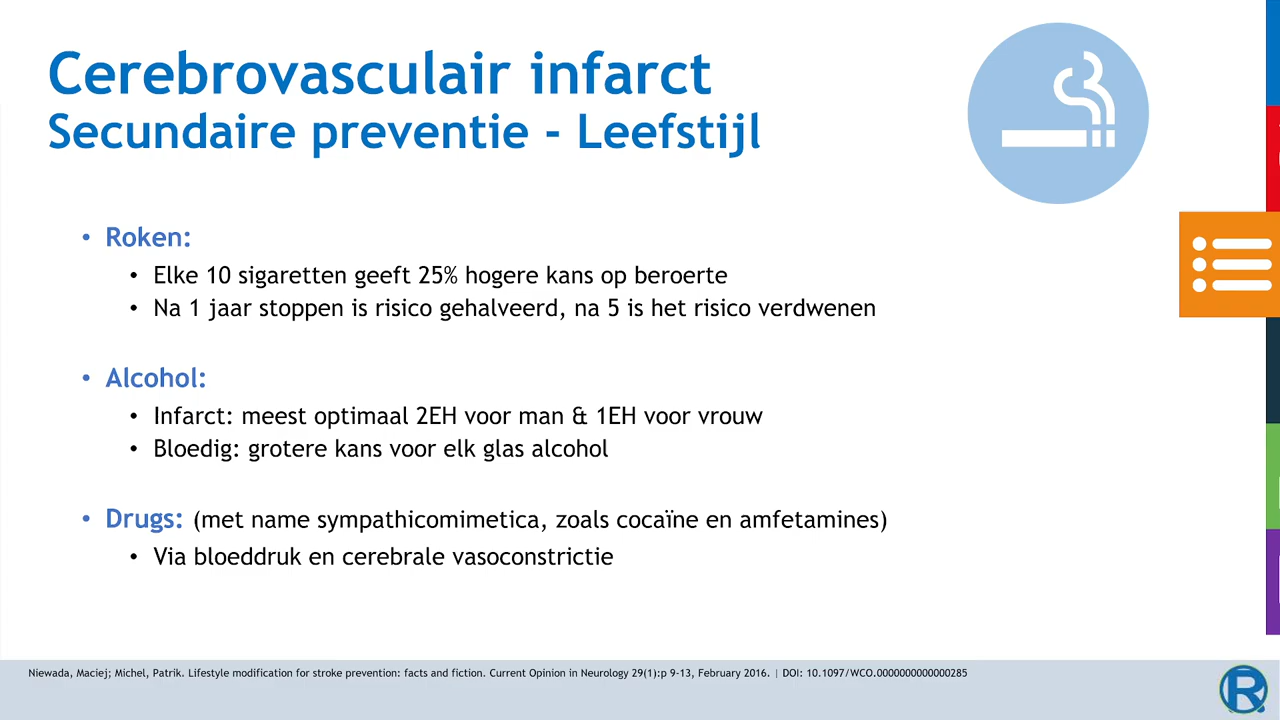 Cerebrovasculair infarct
Secundaire preventie - Leefstijl
• Roken:
• Elke 10 sigaretten geeft 25% hogere kans op beroerte
• Na 1 jaar stoppen is risico gehalveerd, na 5 is het risico verdwenen
• Alcohol:
• Infarct: meest optimaal 2EH voor man & 1EH voor vrouw
• Bloedig: grotere kans voor elk glas alcohol
• Drugs: (met name sympathicomimetica, zoals cocaïne en amfetamines)
• Via bloeddruk en cerebrale vasoconstrictie
Niewada, Maciej; Michel, Patrik. Lifestyle modification for stroke prevention: facts and fiction. Current Opinion in Neurology 29(1):p 9-13, February 2016. | DOI: 10.1097/WCO.0000000000000285
R